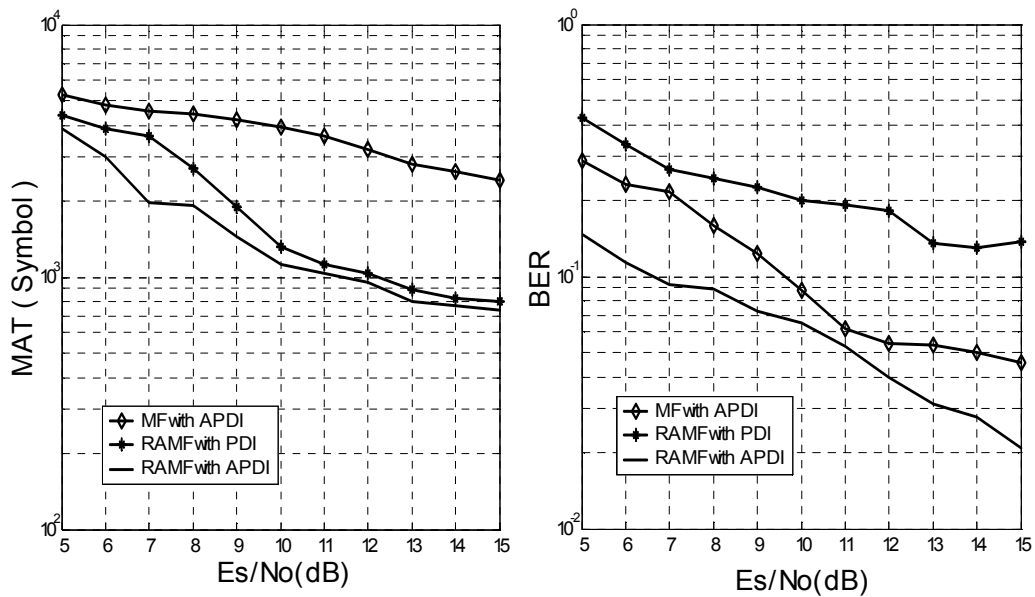 10^4
10^3
10^2
MAT ( Symbol )
5 6 7 8 9 10 11 12 13 14 15
Es/No(dB)
MFwith APDI
RAMFwith PDI
RAMFwith APDI
10^0
10^-1
10^-2
BER
5 6 7 8 9 10 11 12 13 14 15
Es/No(dB)
MFwith APDI
RAMFwith PDI
RAMFwith APDI